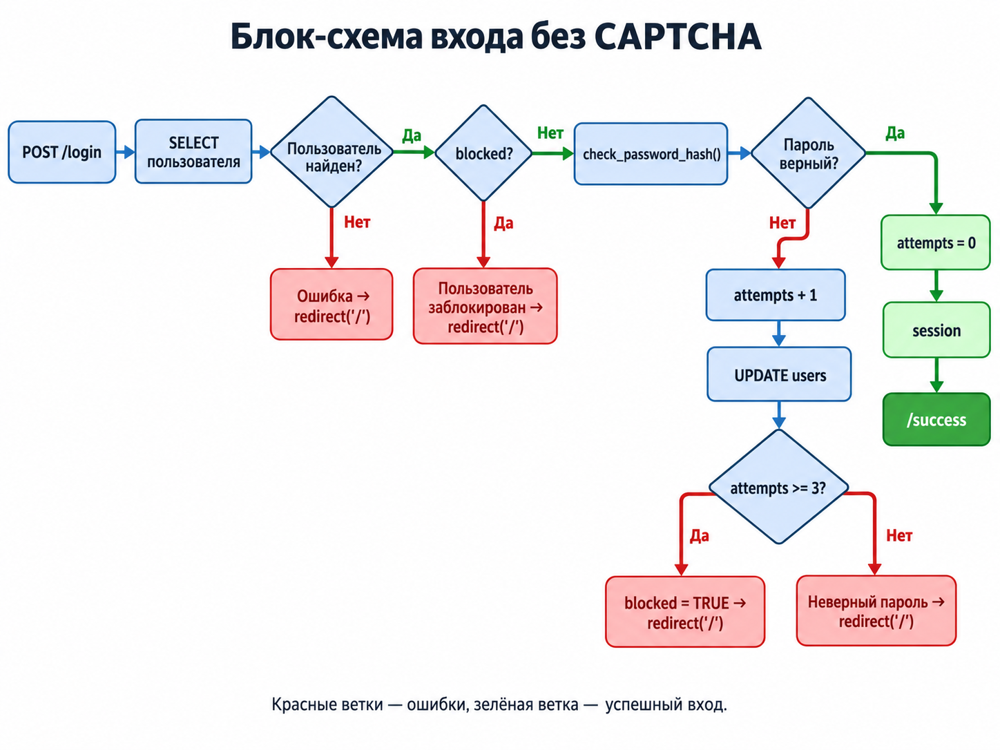 Блок-схема входа без CAPTCHA
POST /login
SELECT
пользователя
Пользователь
найден?
Да
blocked?
Нет
check_password_hash()
Пароль
верный?
Да
Нет
Да
Нет
Ошибка →
redirect('/')
Пользователь
заблокирован →
redirect('/')
attempts + 1
UPDATE users
attempts >= 3?
Да
Нет
blocked = TRUE →
redirect('/')
Неверный пароль →
redirect('/')
attempts = 0
session
/success
Красные ветки — ошибки, зелёная ветка — успешный вход.